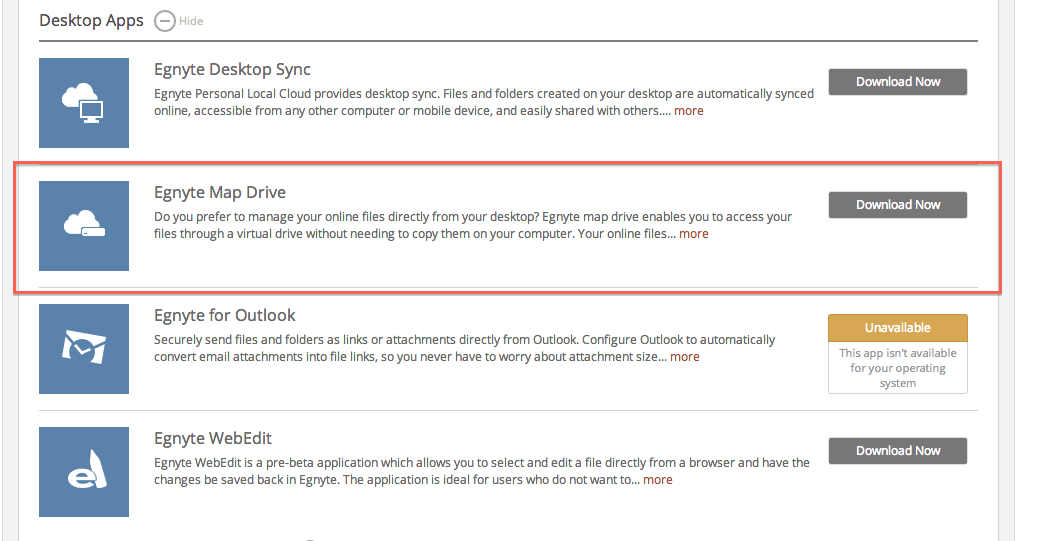 Desktop Apps Hide
Egnyte Desktop Sync
Egnyte Personal Local Cloud provides desktop sync. Files and folders created on your desktop are automatically synced
online, accessible from any other computer or mobile device, and easily shared with others.... more
Download Now
Egnyte Map Drive
Do you prefer to manage your online files directly from your desktop? Egnyte map drive enables you to access your
files through a virtual drive without needing to copy them on your computer. Your online files... more
Download Now
Egnyte for Outlook
Securely send files and folders as links or attachments directly from Outlook. Configure Outlook to automatically
convert email attachments into file links, so you never have to worry about attachment size... more
Unavailable
This app isn't available
for your operating
system
e
Egnyte WebEdit
Egnyte WebEdit is a pre-beta application which allows you to select and edit a file directly from a browser and have the
changes be saved back in Egnyte. The application is ideal for users who do not want to... more
Download Now